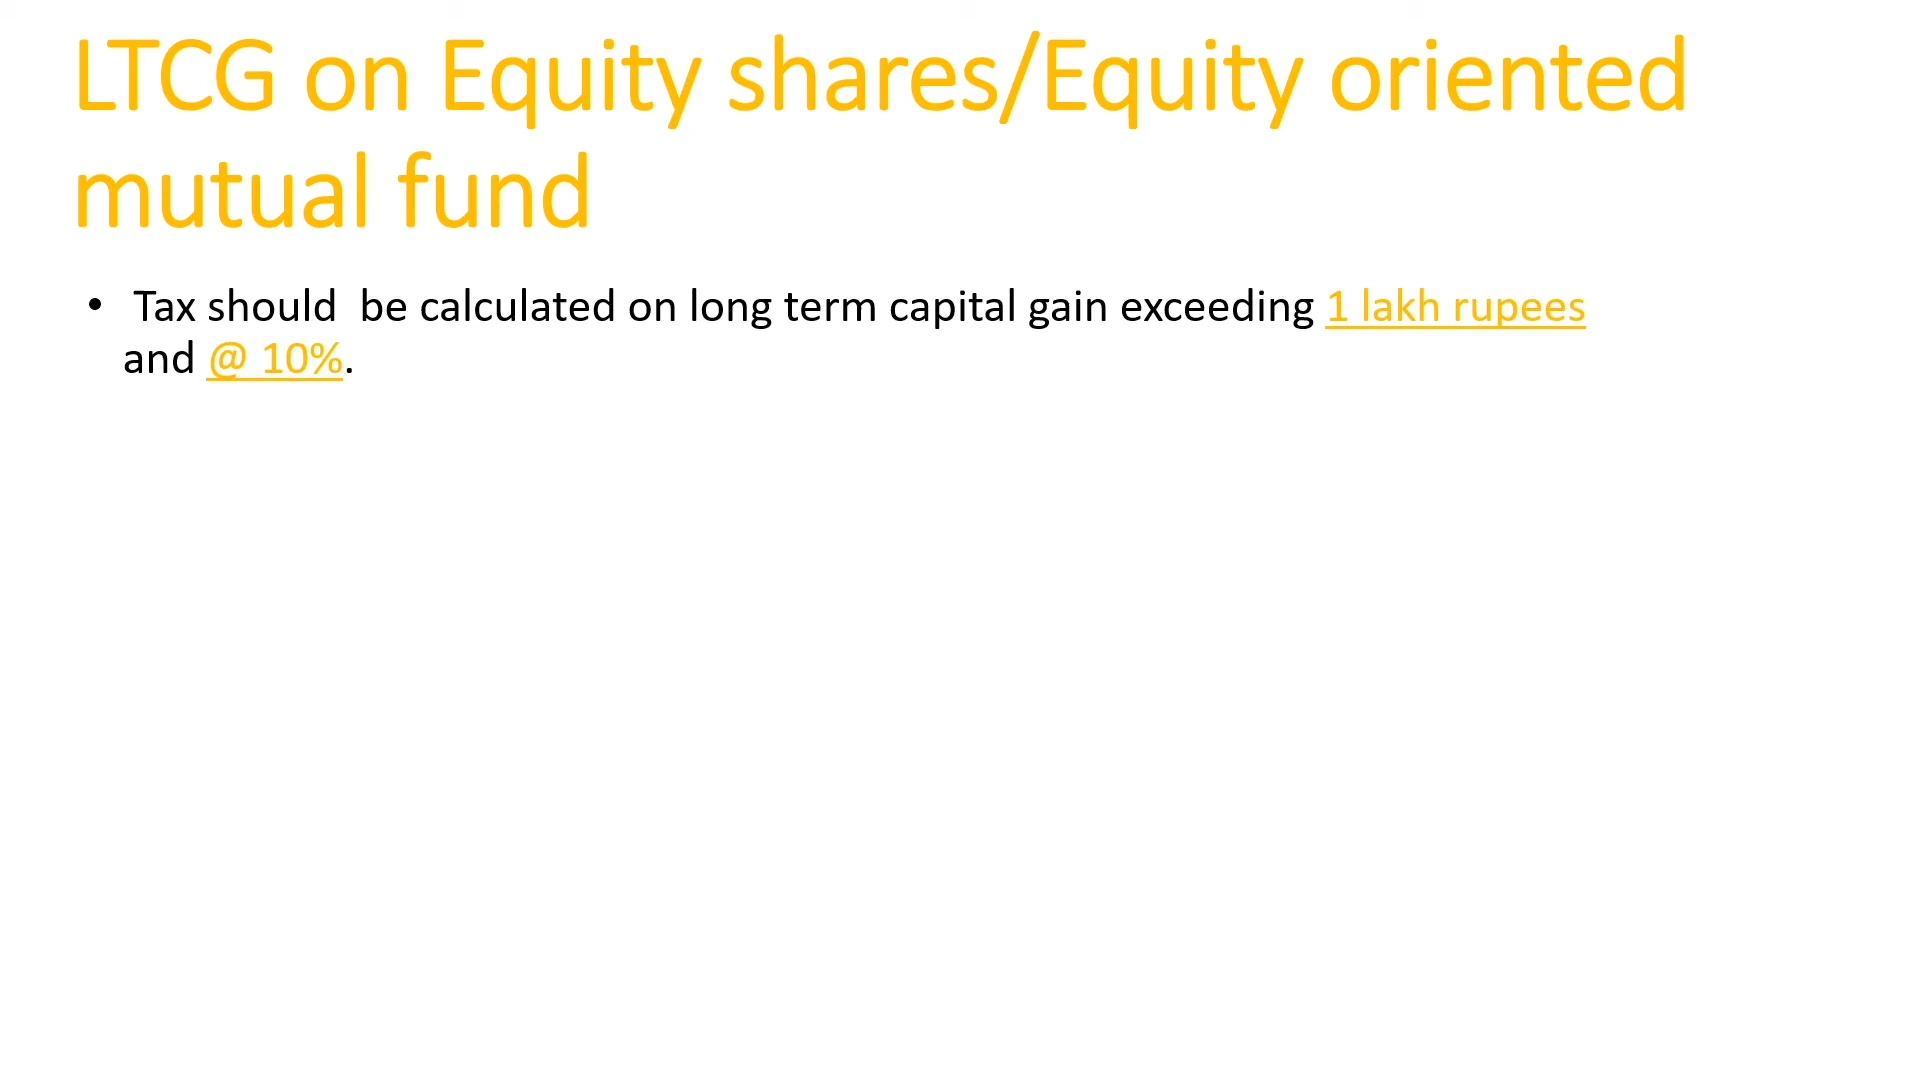 LTCG on Equity shares/Equity oriented
mutual fund
• Tax should  be calculated on long term capital gain exceeding 1 lakh rupees
and @ 10%.